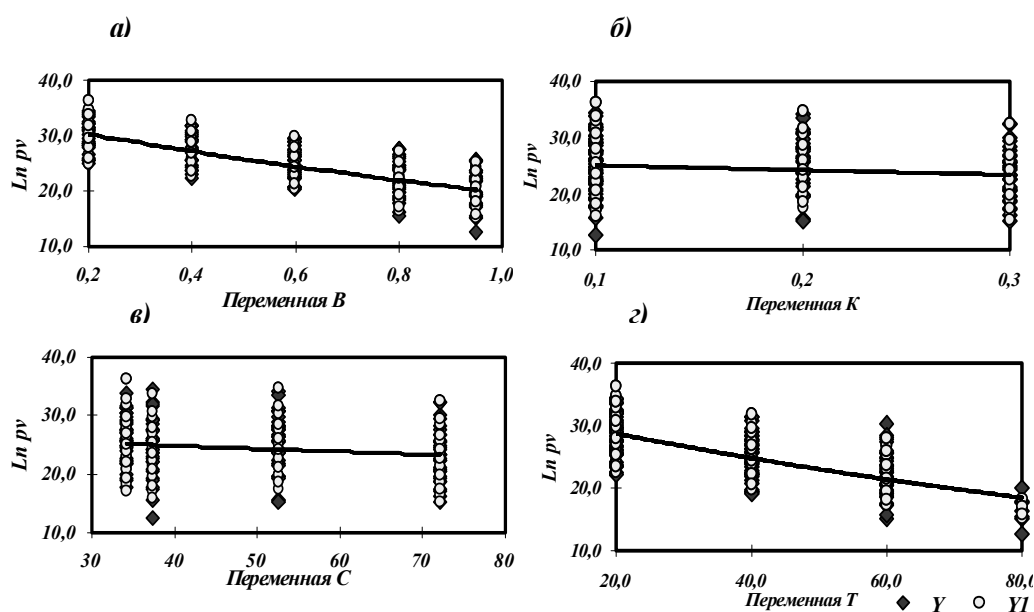 а)
Ln pv
40,0
30,0
20,0
10,0
0,2
0,4
0,6
0,8
1,0
Переменная В
б)
Ln pv
40,0
30,0
20,0
10,0
0,1
0,2
0,3
Переменная К
в)
Ln pv
40,0
30,0
20,0
10,0
30
40
50
60
70
80
Переменная С
г)
Ln pv
40,0
30,0
20,0
10,0
20,0
40,0
60,0
80,0
Переменная Т
Y
Y1